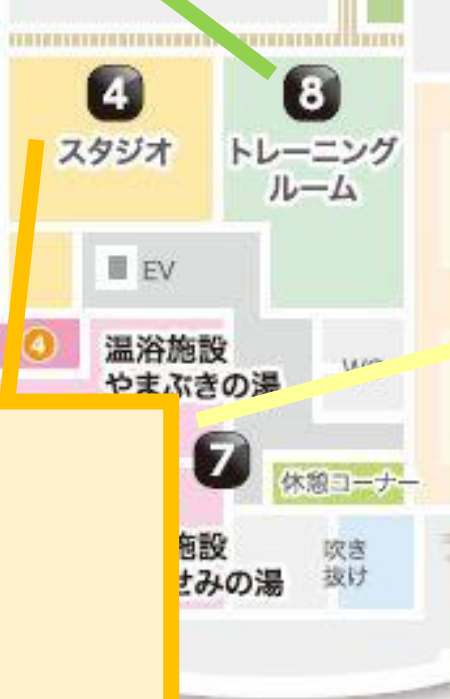 4
スタジオ
8
トレーニング
ルーム
EV
4
温浴施設
やまぶきの湯
7
休憩コーナー
施設
せみの湯
吹き
抜け